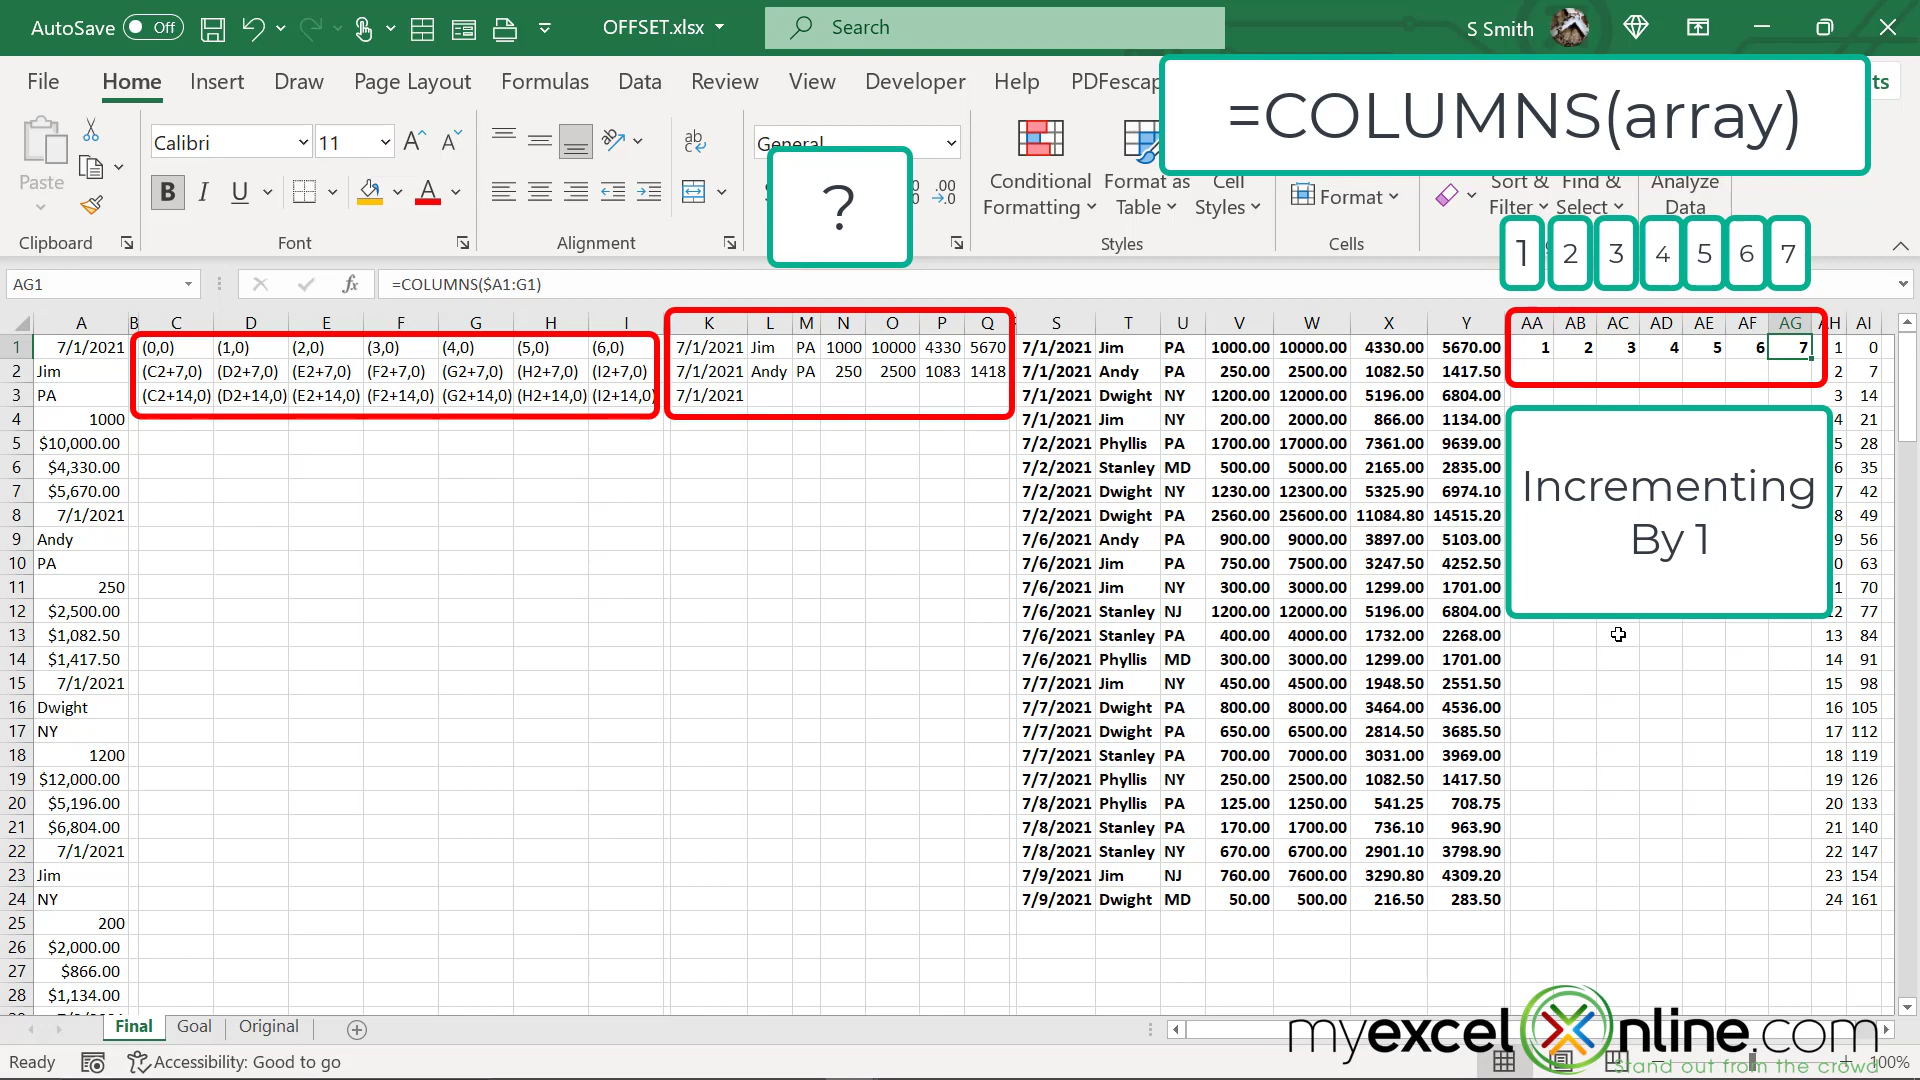 AutoSave Off OFFSET.xlsx Search S Smith
File Home Insert Draw Page Layout Formulas Data Review View Developer Help PDFescap ts
=COLUMNS(array)
Calibri 11 General
Paste
B I U
?
Conditional Formatting
Format as Table
Cell Styles
Format
Sort & Filter
Find & Select
Analyze Data
Clipboard Font Alignment Styles Cells
1 2 3 4 5 6 7
AG1 =COLUMNS($A1:G1)
A B C D E F G H I K L M N O P Q S T U V W X Y AA AB AC AD AE AF AG AH AI
1 7/1/2021 (0,0) (1,0) (2,0) (3,0) (4,0) (5,0) (6,0) 7/1/2021 Jim PA 1000 10000 4330 5670 7/1/2021 Jim PA 1000.00 10000.00 4330.00 5670.00 1 2 3 4 5 6 7 1 0
2 Jim (C2+7,0) (D2+7,0) (E2+7,0) (F2+7,0) (G2+7,0) (H2+7,0) (I2+7,0) 7/1/2021 Andy PA 250 2500 1083 1418 7/1/2021 Andy PA 250.00 2500.00 1082.50 1417.50 2 7
3 PA (C2+14,0) (D2+14,0) (E2+14,0) (F2+14,0) (G2+14,0) (H2+14,0) (I2+14,0) 7/1/2021 7/1/2021 Dwight NY 1200.00 12000.00 5196.00 6804.00 3 14
4 1000 7/1/2021 Jim NY 200.00 2000.00 866.00 1134.00 4 21
5 $10,000.00 7/2/2021 Phyllis PA 1700.00 17000.00 7361.00 9639.00 5 28
6 $4,330.00 7/2/2021 Stanley MD 500.00 5000.00 2165.00 2835.00 6 35
7 $5,670.00 7/2/2021 Dwight NY 1230.00 12300.00 5325.90 6974.10 7 42
8 7/1/2021 7/2/2021 Dwight PA 2560.00 25600.00 11084.80 14515.20 8 49
9 Andy 7/6/2021 Andy PA 900.00 9000.00 3897.00 5103.00 9 56
10 PA 7/6/2021 Jim PA 750.00 7500.00 3247.50 4252.50 0 63
11 250 7/6/2021 Jim NY 300.00 3000.00 1299.00 1701.00 1 70
12 $2,500.00 7/6/2021 Stanley NJ 1200.00 12000.00 5196.00 6804.00 12 77
Incrementing
By 1
13 $1,082.50 7/6/2021 Stanley PA 400.00 4000.00 1732.00 2268.00 13 84
14 $1,417.50 7/6/2021 Phyllis MD 300.00 3000.00 1299.00 1701.00 14 91
15 7/1/2021 7/7/2021 Jim NY 450.00 4500.00 1948.50 2551.50 15 98
16 Dwight 7/7/2021 Dwight PA 800.00 8000.00 3464.00 4536.00 16 105
17 NY 7/7/2021 Dwight PA 650.00 6500.00 2814.50 3685.50 17 112
18 1200 7/7/2021 Stanley PA 700.00 7000.00 3031.00 3969.00 18 119
19 $12,000.00 7/7/2021 Phyllis NY 250.00 2500.00 1082.50 1417.50 19 126
20 $5,196.00 7/8/2021 Phyllis PA 125.00 1250.00 541.25 708.75 20 133
21 $6,804.00 7/8/2021 Stanley PA 170.00 1700.00 736.10 963.90 21 140
22 7/1/2021 7/8/2021 Stanley NY 670.00 6700.00 2901.10 3798.90 22 147
23 Jim 7/9/2021 Jim NJ 760.00 7600.00 3290.80 4309.20 23 154
24 NY 7/9/2021 Dwight MD 50.00 500.00 216.50 283.50 24 161
25 200
26 $2,000.00
27 $866.00
28 $1,134.00
Final Goal Original
myexcelonline.com
Stand out from the crowd
Ready Accessibility: Good to go 100%